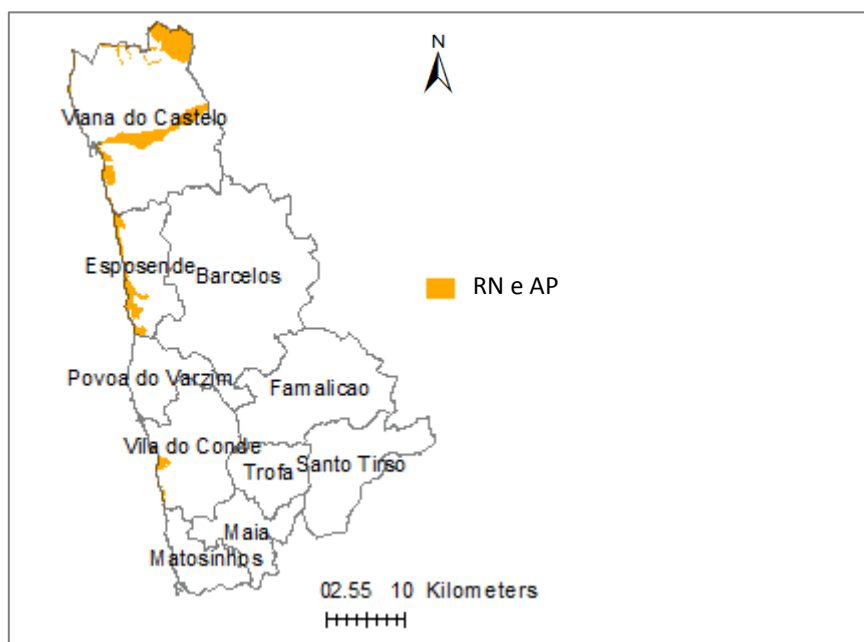 N
Viana do Castelo
Esposende
Barcelos
RN e AP
Povoa do Varzim
Famalicao
Vila do Conde
Trofa
Santo Tirso
Maia
Matosinhos
02.55 10 Kilometers